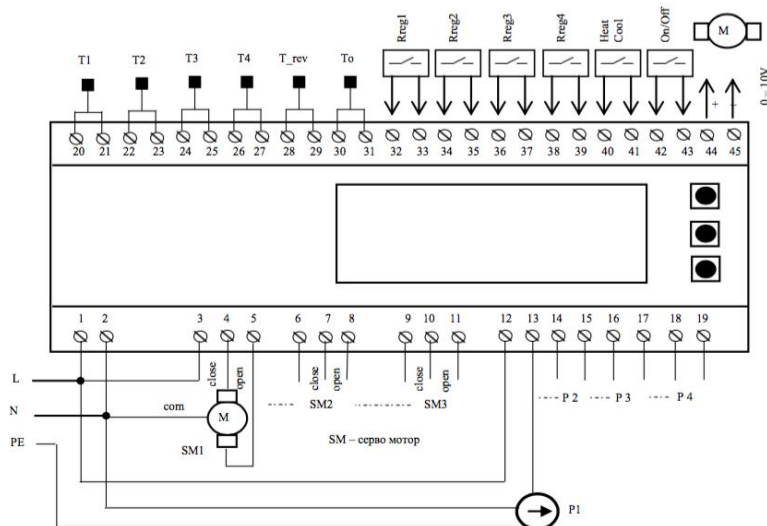 Rreg1 Rreg2 Rreg3 Rreg4 Heat Cool On/Off M
T1 T2 T3 T4 T_rev To
+ - 0 – 10V
20 21 22 23 24 25 26 27 28 29 30 31 32 33 34 35 36 37 38 39 40 41 42 43 44 45
1 2 3 4 5 6 7 8 9 10 11 12 13 14 15 16 17 18 19
L close open close open close open
N com M SM2 SM3 P 2 P 3 P 4
PE SM1 SM – серво мотор
P1